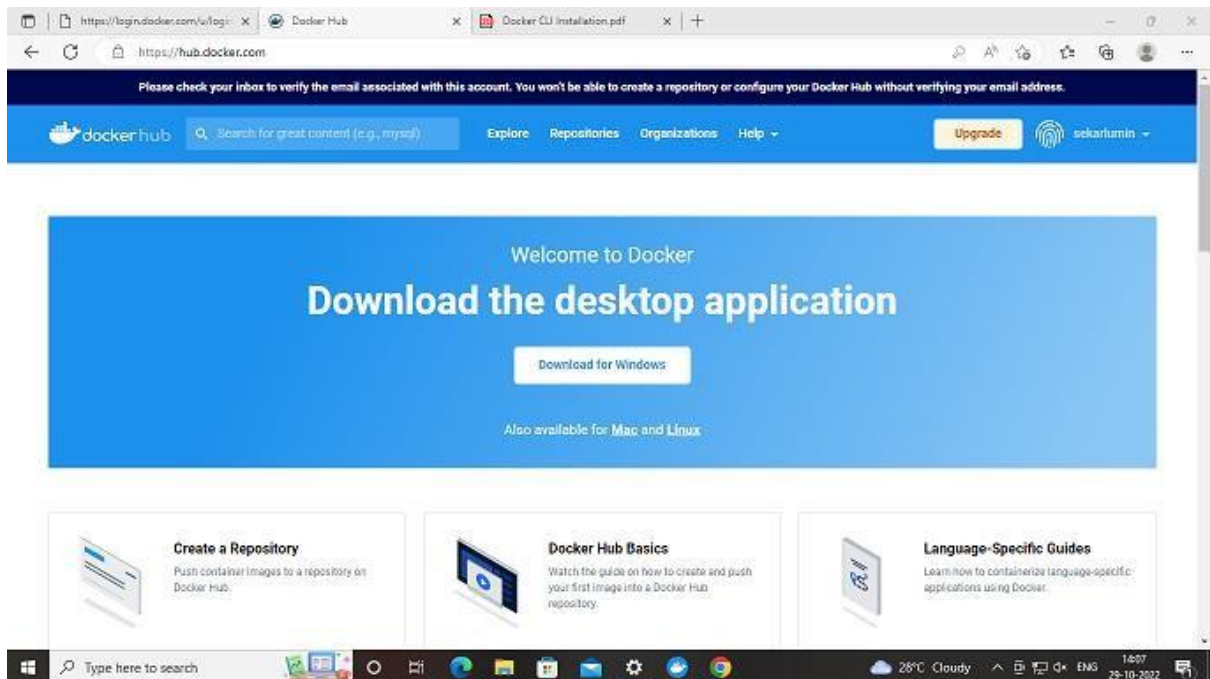 https://login.docker.com/u/logi
Docker Hub
Docker CLI Installation.pdf
https://hub.docker.com
Please check your inbox to verify the email associated with this account. You won't be able to create a repository or configure your Docker Hub without verifying your email address.
dockerhub
Search for great content (e.g., mysql)
Explore
Repositories
Organizations
Help
Upgrade
sekarlumin
Welcome to Docker
Download the desktop application
Download for Windows
Also available for Mac and Linux
Create a Repository
Push container images to a repository on
Docker Hub.
Docker Hub Basics
Watch the guide on how to create and push
your first image into a Docker Hub
repository.
Language-Specific Guides
Learn how to containerize language-specific
applications using Docker.
Type here to search
28°C Cloudy
ENG
14:07
29-10-2022